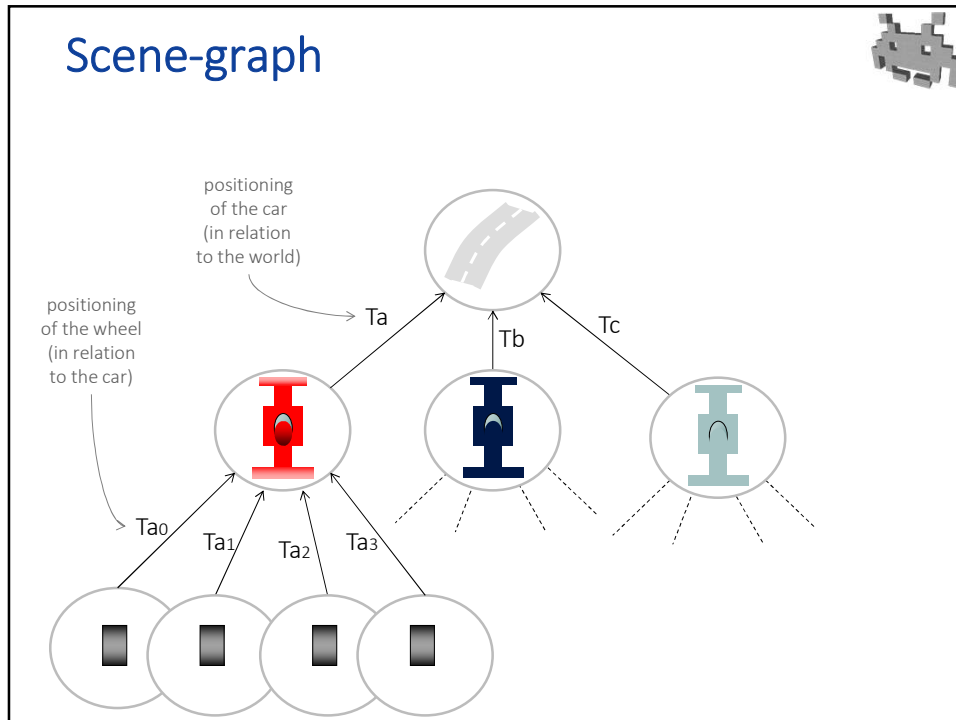 Scene-graph
positioning
of the car
(in relation
to the world)
positioning
of the wheel
(in relation
to the car)
Ta
Tb
Tc
Ta0
Ta1
Ta2
Ta3